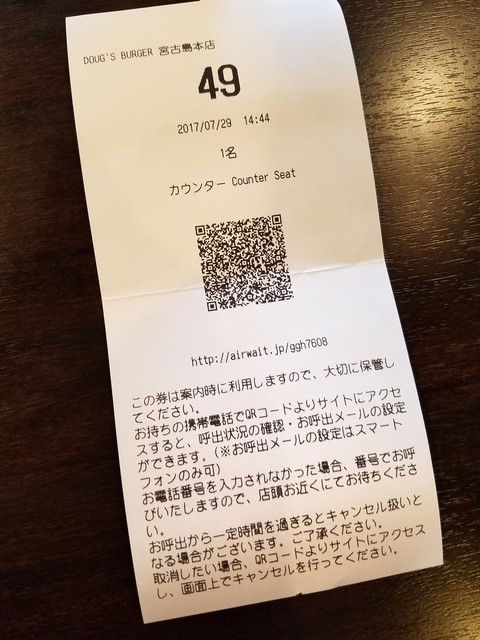 DOUG'S BURGER 宮古島本店
49
2017/07/29 14:44
1名
カウンター Counter Seat
http://airwait.jp/ggh7608
この券は案内時に利用しますので、大切に保管し
てください。
お持ちの携帯電話でQRコードよりサイトにアクセ
スすると、呼出状況の確認・お呼出メールの設定
ができます。(※お呼出メールの設定はスマート
フォンのみ可)
お電話番号を入力されなかった場合、番号でお呼
びいたしますので、店頭お近くにてお待ちくださ
い。
お呼出から一定時間を過ぎるとキャンセル扱いと
なる場合がございます。ご了承ください。
取消したい場合、QRコードよりサイトにアクセス
し、画面上でキャンセルを行ってください。